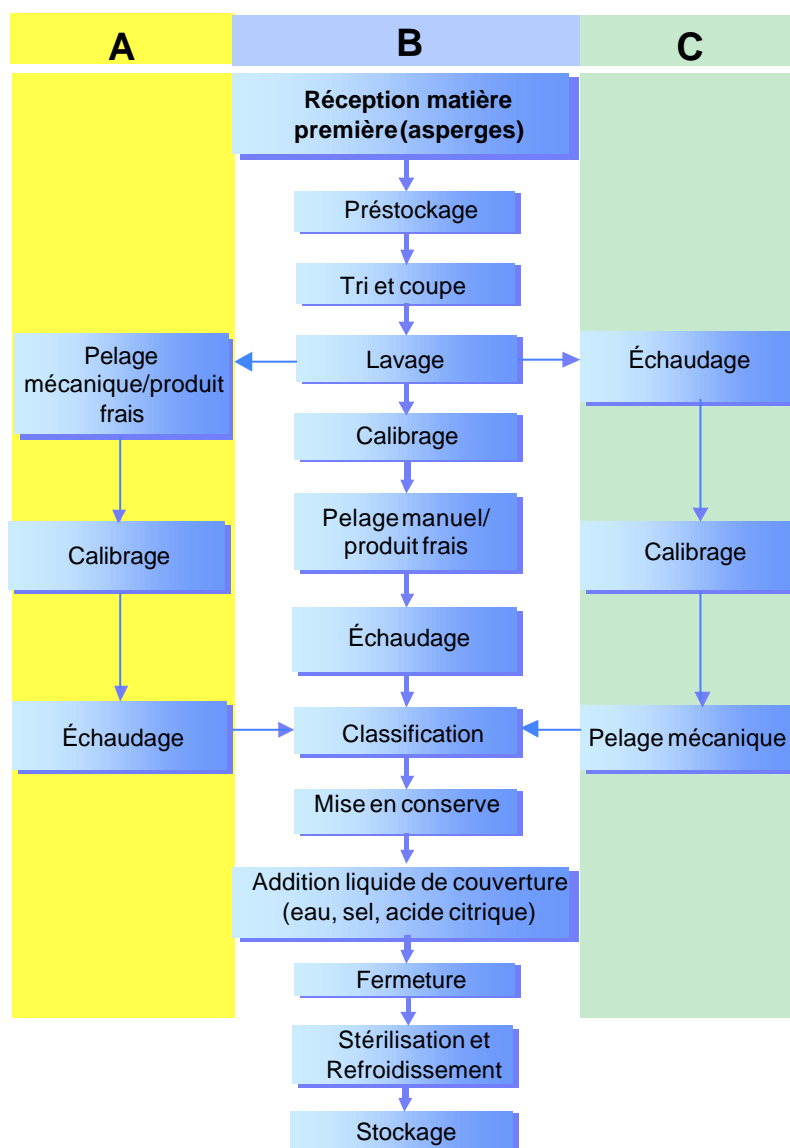 A
B
C
Réception matière
première (asperges)
Préstockage
Tri et coupe
Pelage
mécanique/produit
frais
Lavage
Échaudage
Calibrage
Pelage manuel/
produit frais
Calibrage
Calibrage
Échaudage
Échaudage
Classification
Pelage mécanique
Mise en conserve
Addition liquide de couverture
(eau, sel, acide citrique)
Fermeture
Stérilisation et
Refroidissement
Stockage